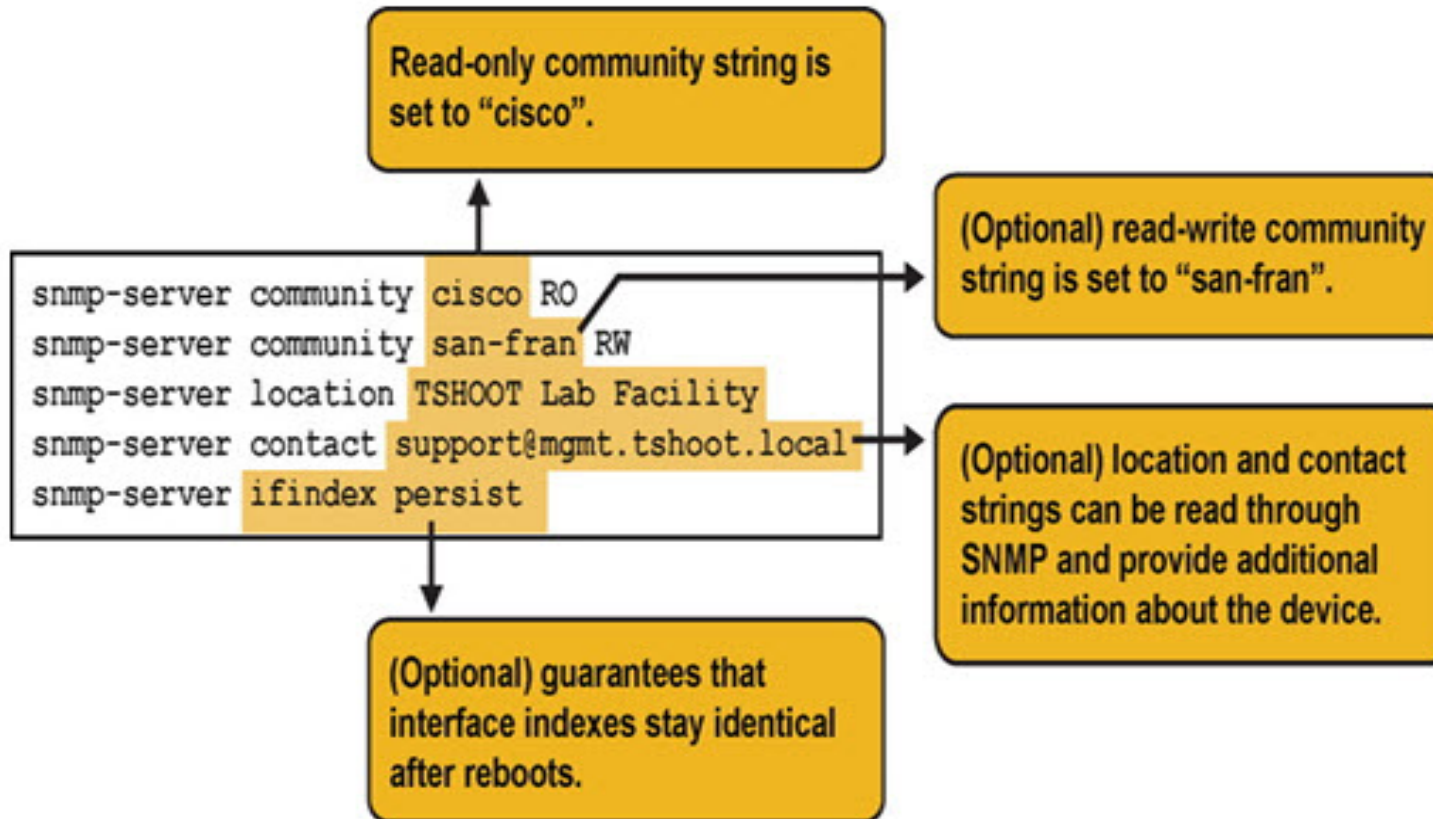 Read-only community string is
set to “cisco”.
snmp-server community cisco RO
snmp-server community san-fran RW
snmp-server location TSHOOT Lab Facility
snmp-server contact support@mgmt.tshoot.local
snmp-server ifindex persist
(Optional) read-write community
string is set to “san-fran”.
(Optional) location and contact
strings can be read through
SNMP and provide additional
information about the device.
(Optional) guarantees that
interface indexes stay identical
after reboots.